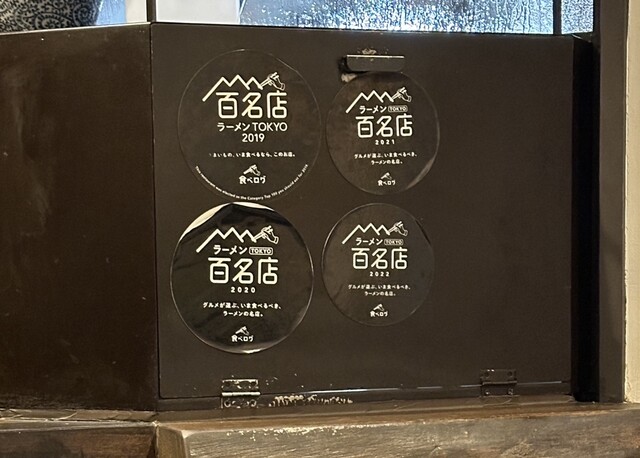 百名店
ラーメン TOKYO
2019
うまいもの、いま食べるなら、このお店。
食べログ
ラーメン TOKYO
百名店
2021
グルメが選ぶ、いま食べるべき、
ラーメンの名店。
食べログ
ラーメン TOKYO
百名店
2020
グルメが選ぶ、いま食べるべき、
ラーメンの名店。
食べログ
ラーメン TOKYO
百名店
2022
グルメが選ぶ、いま食べるべき、
ラーメンの名店。
食べログ